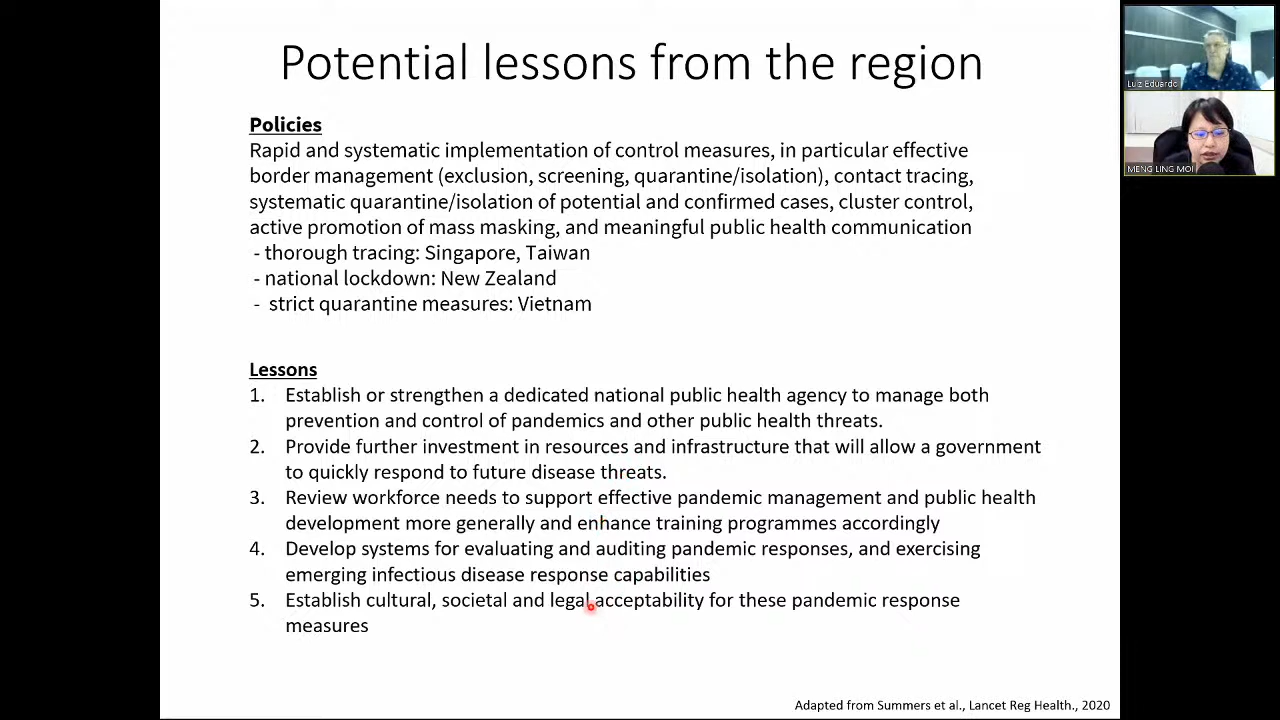 Potential lessons from the region
Policies
Rapid and systematic implementation of control measures, in particular effective
border management (exclusion, screening, quarantine/isolation), contact tracing,
systematic quarantine/isolation of potential and confirmed cases, cluster control,
active promotion of mass masking, and meaningful public health communication
- thorough tracing: Singapore, Taiwan
- national lockdown: New Zealand
- strict quarantine measures: Vietnam
Lessons
1. Establish or strengthen a dedicated national public health agency to manage both
prevention and control of pandemics and other public health threats.
2. Provide further investment in resources and infrastructure that will allow a government
to quickly respond to future disease threats.
3. Review workforce needs to support effective pandemic management and public health
development more generally and enhance training programmes accordingly
4. Develop systems for evaluating and auditing pandemic responses, and exercising
emerging infectious disease response capabilities
5. Establish cultural, societal and legal acceptability for these pandemic response
measures
Adapted from Summers et al., Lancet Reg Health., 2020
Luiz Eduardo
MENG LING MOI